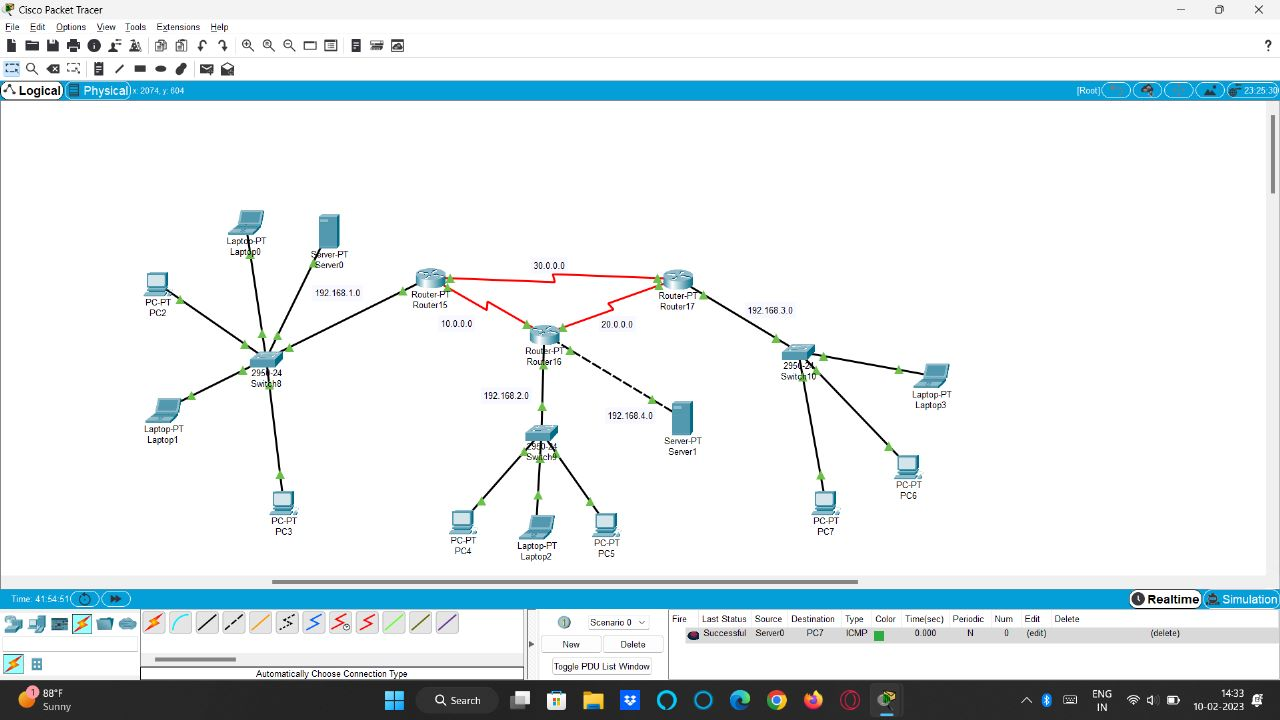 Cisco Packet Tracer
File Edit Options View Tools Extensions Help
?
Logical Physical x: 2074, y: 604 [Root] 23:25:30
Laptop-PT
Laptop0
Server-PT
Server0
PC-PT
PC2
192.168.1.0
Router-PT
Router15
30.0.0.0
Router-PT
Router17
10.0.0.0
20.0.0.0
192.168.3.0
Router-PT
Router16
2950-24
Switch8
2950-24
Switch10
Laptop-PT
Laptop3
192.168.2.0
192.168.4.0
Laptop-PT
Laptop1
2950-24
Switch9
Server-PT
Server1
PC-PT
PC6
PC-PT
PC3
PC-PT
PC7
PC-PT
PC4
Laptop-PT
Laptop2
PC-PT
PC5
Time: 41:54:51 Realtime Simulation
Scenario 0
New Delete
Toggle PDU List Window
Fire Last Status Source Destination Type Color Time(sec) Periodic Num Edit Delete
Successful Server0 PC7 ICMP 0.000 N 0 (edit) (delete)
Automatically Choose Connection Type
1
88°F
Sunny
Search
ENG
IN
14:33
10-02-2023